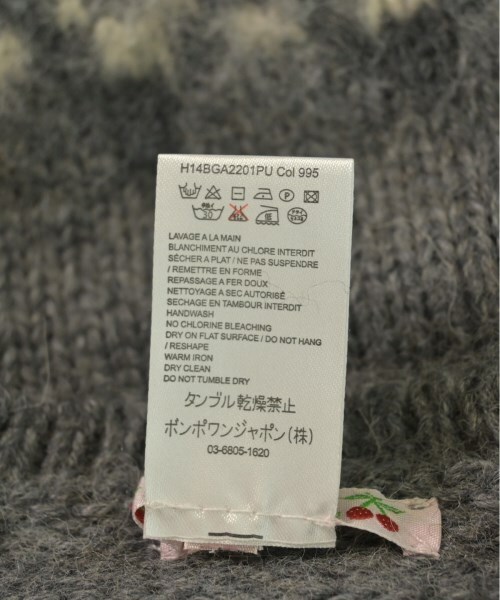 H14BGA2201PU Col 995
P
30
LAVAGE A LA MAIN
BLANCHIMENT AU CHLORE INTERDIT
SÉCHER A PLAT / NE PAS SUSPENDRE
/ REMETTRE EN FORME
REPASSAGE A FER DOUX
NETTOYAGE A SEC AUTORISÉ
SECHAGE EN TAMBOUR INTERDIT
HANDWASH
NO CHLORINE BLEACHING
DRY ON FLAT SURFACE / DO NOT HANG
/ RESHAPE
WARM IRON
DRY CLEAN
DO NOT TUMBLE DRY
タンブル乾燥禁止
ボンポワンジャポン(株)
03-6805-1620